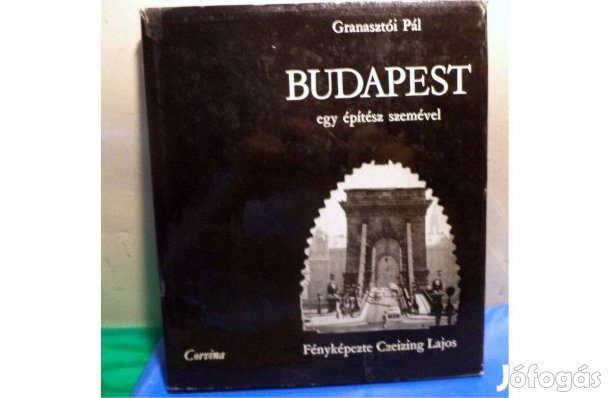 Granasztói Pál
BUDAPEST
egy építész szemével
Fényképezte Czeizing Lajos
Corvina
Jófogás